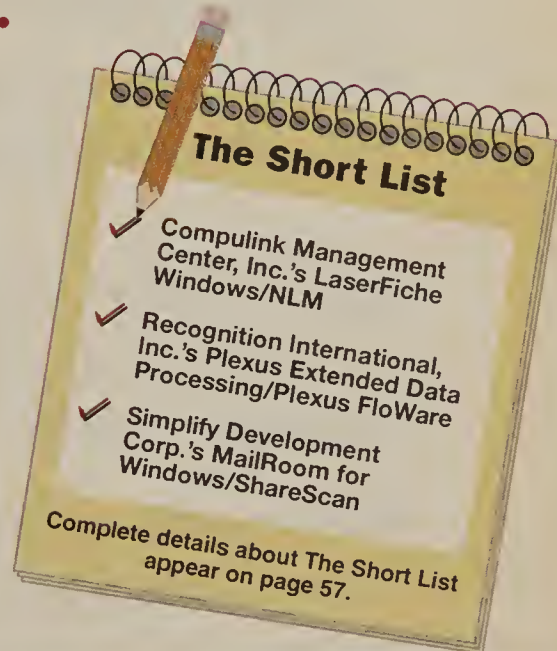 The Short List
Compulink Management
Center, Inc.'s LaserFiche
Windows/NLM
Recognition International,
Inc.'s Plexus Extended Data
Processing/Plexus FloWare
Simplify Development
Corp.'s MailRoom for
Windows/ShareScan
Complete details about The Short List
appear on page 57.